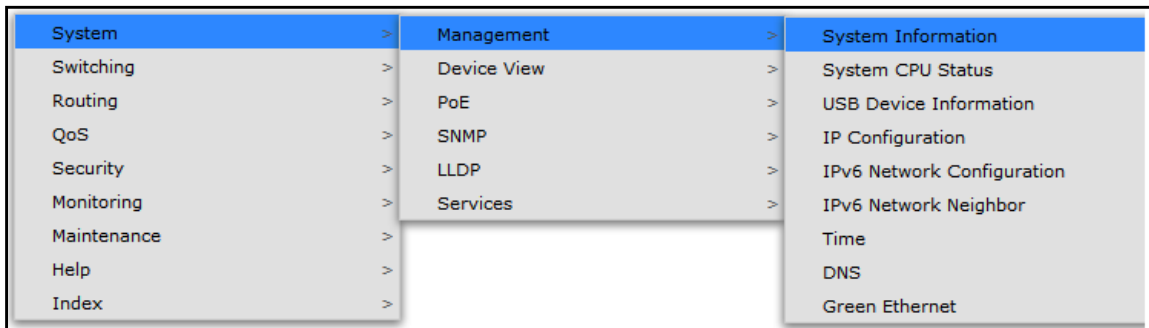 System >
Switching >
Routing >
QoS >
Security >
Monitoring >
Maintenance >
Help >
Index >
Management >
Device View >
PoE >
SNMP >
LLDP >
Services >
System Information
System CPU Status
USB Device Information
IP Configuration
IPv6 Network Configuration
IPv6 Network Neighbor
Time
DNS
Green Ethernet